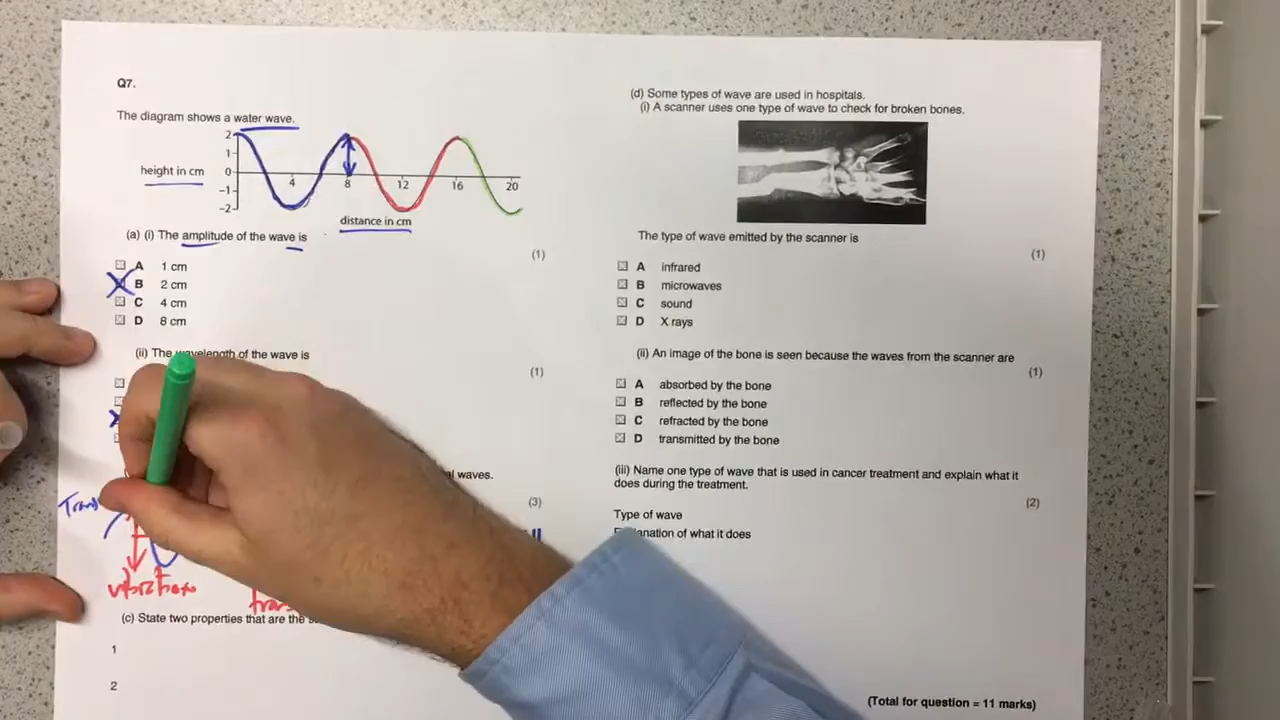 Q7.
The diagram shows a water wave.
2
1
height in cm
0
4
8
12
16
20
-1
-2
distance in cm
(a) (i) The amplitude of the wave is
(1)
A 1 cm
B 2 cm
C 4 cm
D 8 cm
(ii) The wavelength of the wave is
(1)
waves.
(3)
Trans
vibration
(c) State two properties that are the
1
2
(d) Some types of wave are used in hospitals.
(i) A scanner uses one type of wave to check for broken bones.
The type of wave emitted by the scanner is
(1)
A infrared
B microwaves
C sound
D X rays
(ii) An image of the bone is seen because the waves from the scanner are
(1)
A absorbed by the bone
B reflected by the bone
C refracted by the bone
D transmitted by the bone
(iii) Name one type of wave that is used in cancer treatment and explain what it
does during the treatment.
(2)
Type of wave
of what it does
(Total for question = 11 marks)